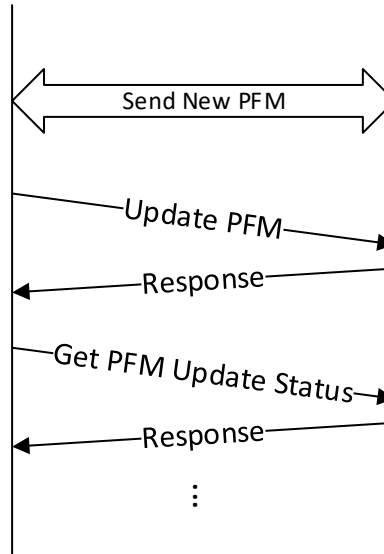 Send New PFM
Update PFM
Response
Get PFM Update Status
Response
...